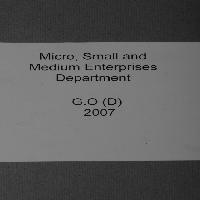 Micro, Small and
Medium Enterprises
Department
G.O (D)
2007